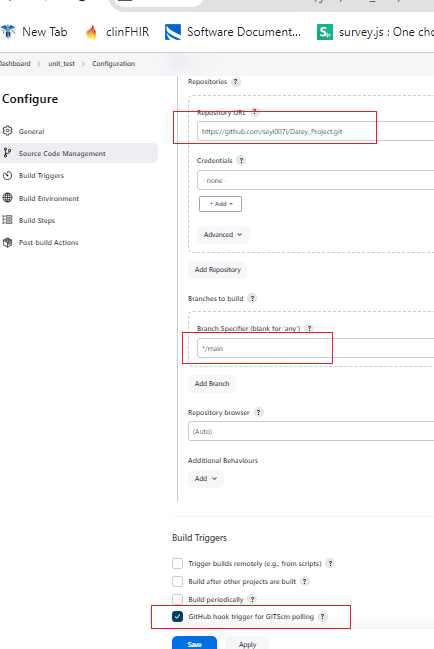 New Tab clinFHIR Software Document... survey.js : One choi
Dashboard > unit_test > Configuration
Configure
General
Source Code Management
Build Triggers
Build Environment
Build Steps
Post-build Actions
Repositories ?
Repository URL ?
https://github.com/seyi007i/Darey_Project.git
Credentials ?
- none -
+ Add
Advanced
Add Repository
Branches to build ?
Branch Specifier (blank for 'any') ?
*/main
Add Branch
Repository browser ?
(Auto)
Additional Behaviours
Add
Build Triggers
Trigger builds remotely (e.g., from scripts) ?
Build after other projects are built ?
Build periodically ?
GitHub hook trigger for GITScm polling ?
Save Apply